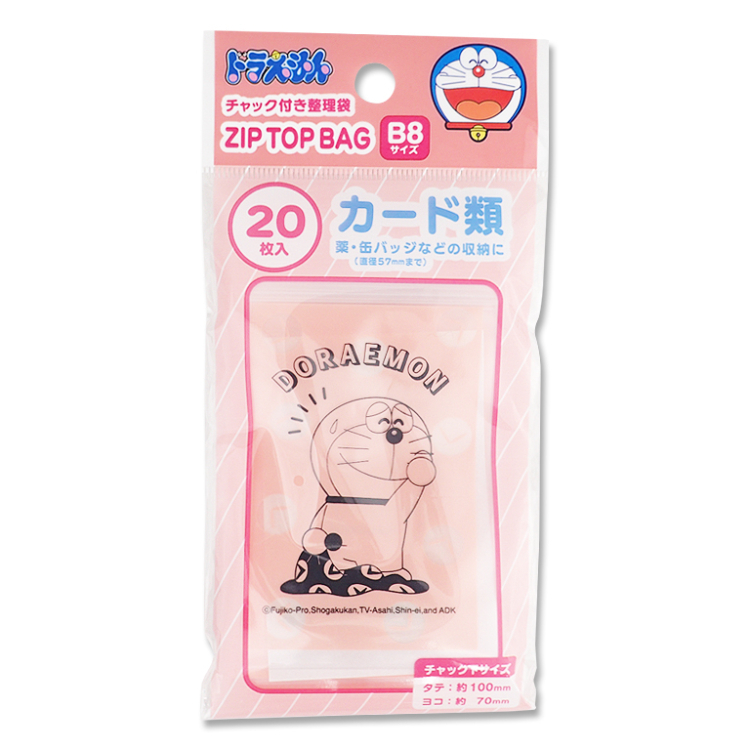 ドラえもん
チャック付き整理袋
ZIP TOP BAG
B8
サイズ
20
枚入
カード類
薬・缶バッジなどの収納に
(直径57mmまで)
DORAEMON
©Fujiko-Pro,Shogakukan,TV-Asahi,Shin-ei,and ADK
チャック下サイズ
タテ：約100mm
ヨコ：約 70mm